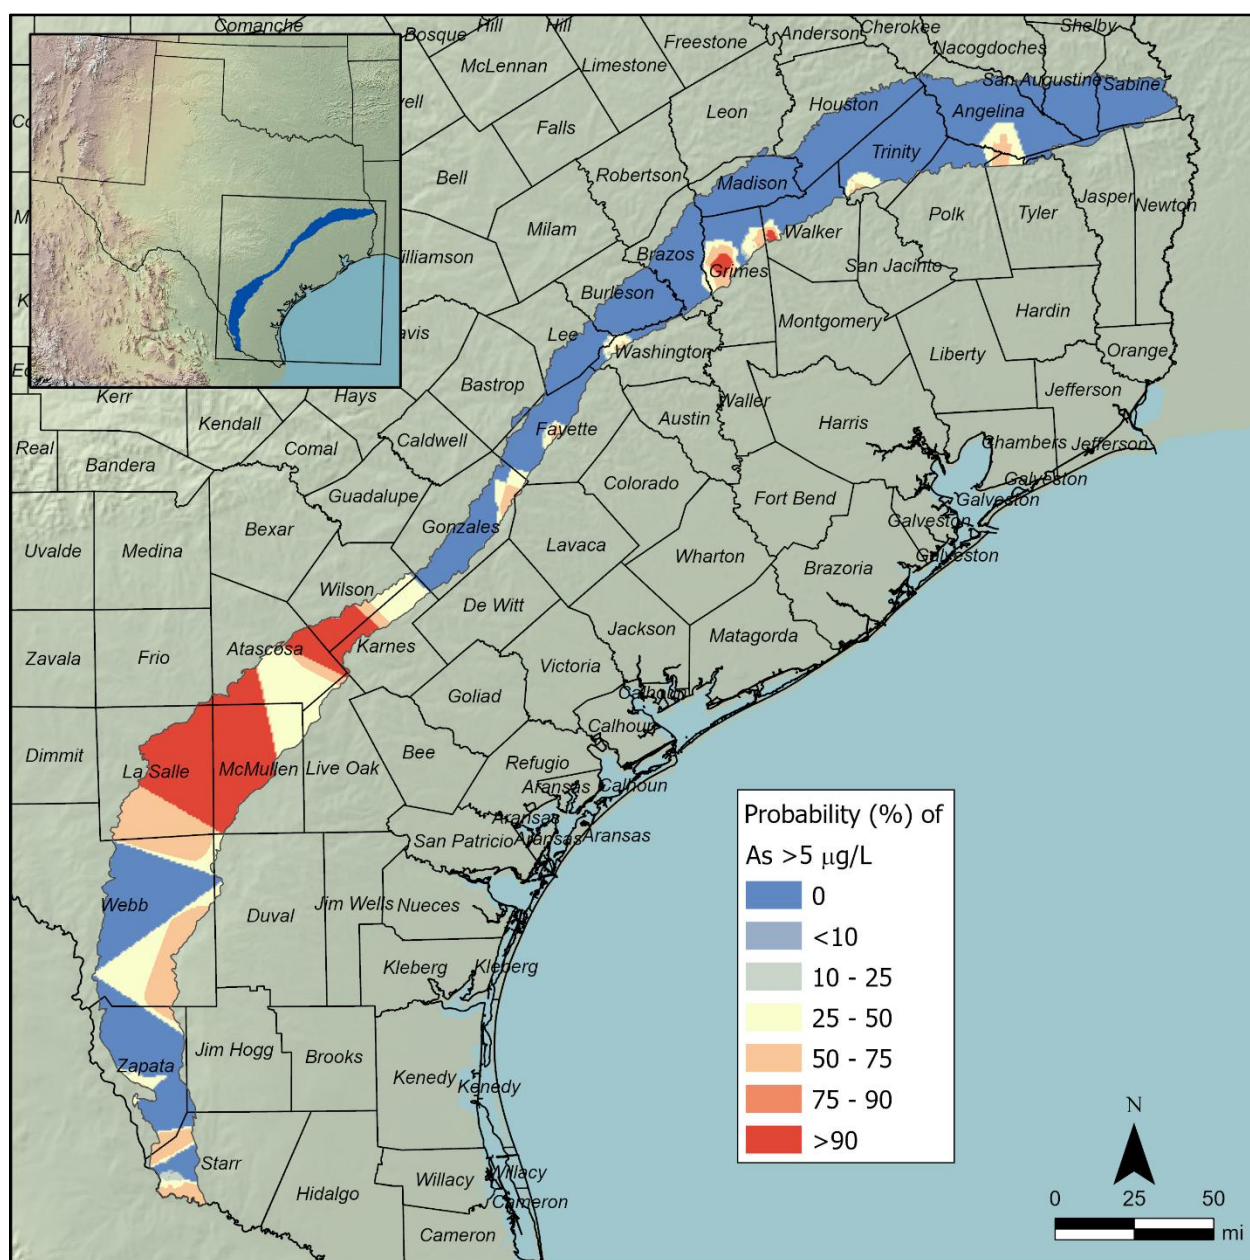 Comanche
Bosque
Hill
Hill
Freestone
Anderson
Cherokee
Nacogdoches
Shelby
McLennan
Limestone
Leon
Houston
San Augustine
Sabine
Angelina
Falls
Trinity
Bell
Robertson
Madison
Polk
Tyler
Jasper
Newton
Milam
Brazos
Walker
Grimes
San Jacinto
Burleson
Hardin
Montgomery
Lee
Washington
Liberty
Orange
Bastrop
Jefferson
Kerr
Hays
Waller
Kendall
Austin
Harris
Real
Comal
Caldwell
Fayette
Chambers
Jefferson
Bandera
Colorado
Galveston
Guadalupe
Fort Bend
Galveston
Bexar
Gonzales
Galveston
Uvalde
Medina
Lavaca
Wharton
Galveston
Brazoria
Wilson
De Witt
Jackson
Matagorda
Zavala
Frio
Atascosa
Karnes
Victoria
Goliad
Calhoun
Calhoun
Dimmit
La Salle
McMullen
Live Oak
Bee
Refugio
Aransas
Calhoun
Aransas
San Patricio
Aransas
Aransas
Webb
Duval
Jim Wells
Nueces
Kleberg
Kleberg
Zapata
Jim Hogg
Brooks
Kenedy
Kenedy
Starr
Hidalgo
Willacy
Willacy
Cameron
Cameron
Probability (%) of
As >5 μg/L
0
<10
10 - 25
25 - 50
50 - 75
75 - 90
>90
N
0 25 50
mi